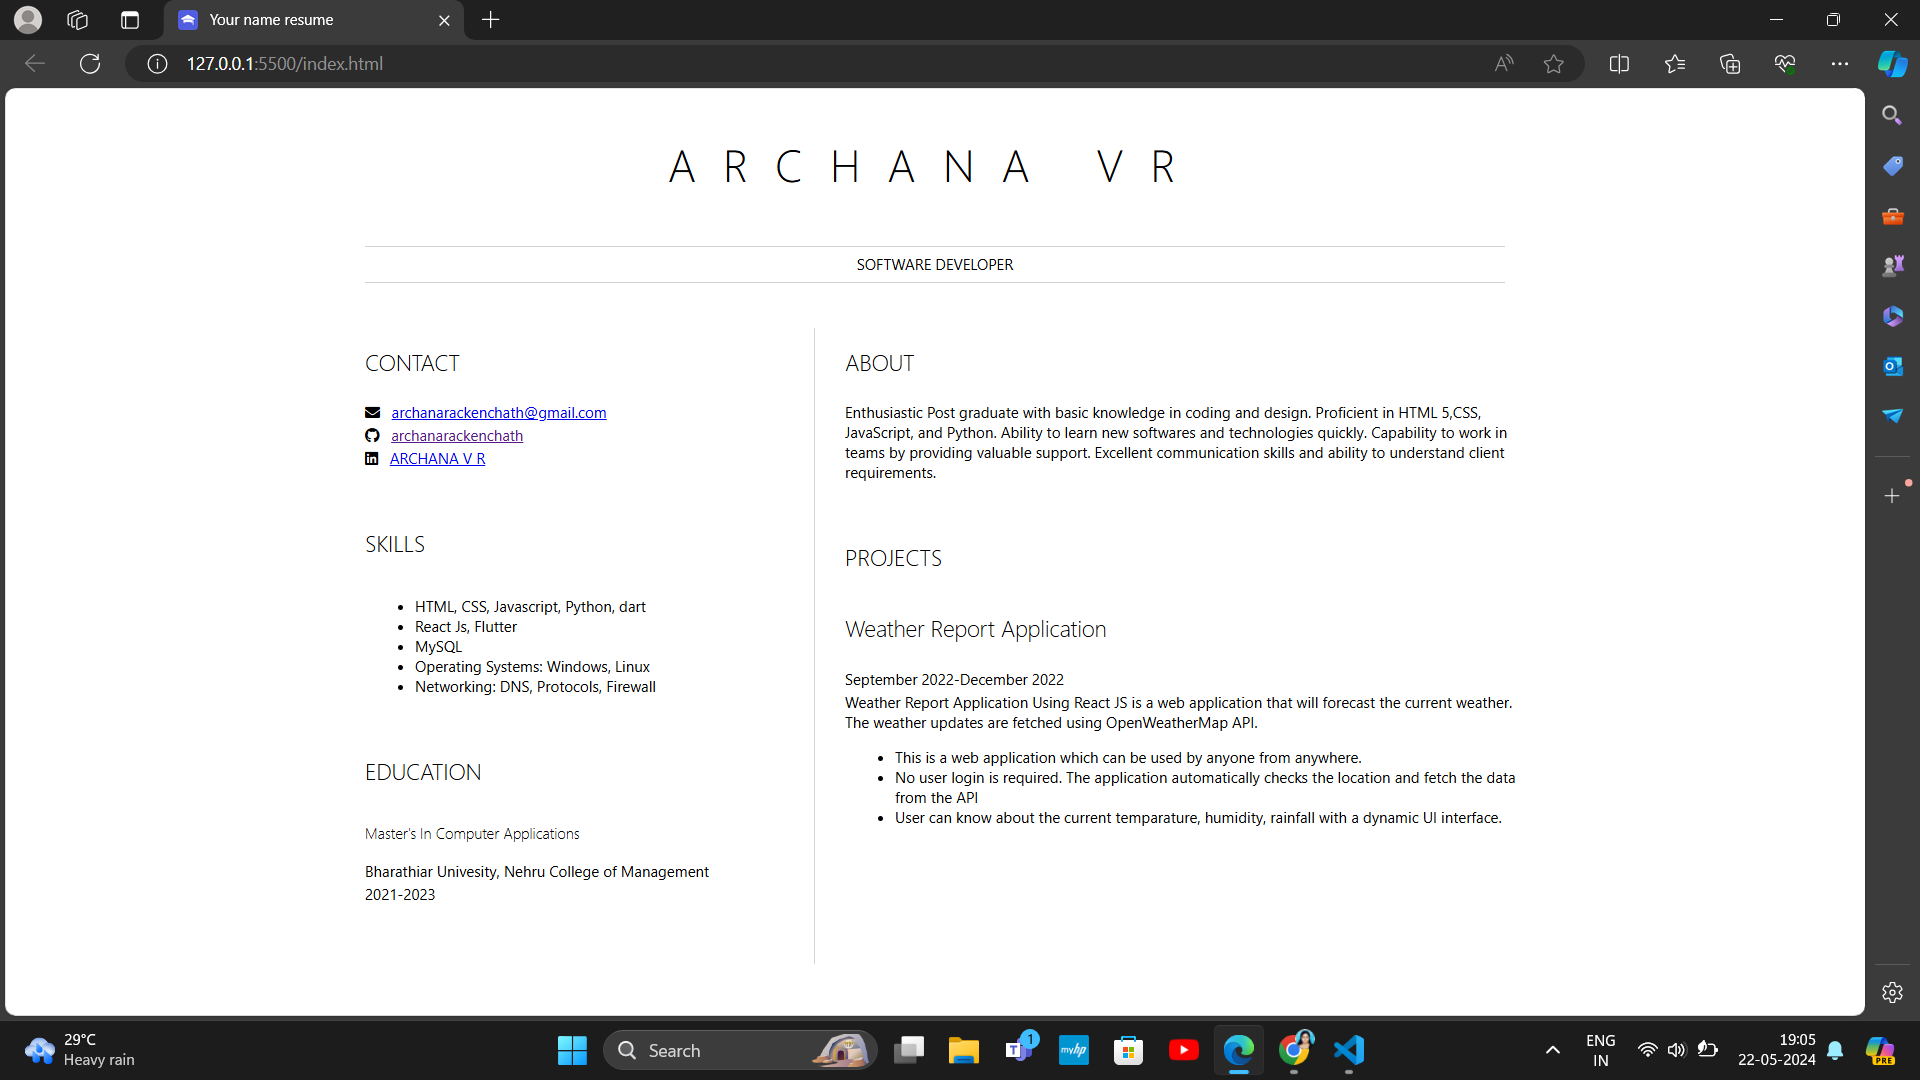 Your name resume
127.0.0.1:5500/index.html
ARCHANA VR
SOFTWARE DEVELOPER
CONTACT
archanarackenchath@gmail.com
archanarackenchath
ARCHANA V R
SKILLS
HTML, CSS, Javascript, Python, dart
React Js, Flutter
MySQL
Operating Systems: Windows, Linux
Networking: DNS, Protocols, Firewall
EDUCATION
Master's In Computer Applications
Bharathiar Univesity, Nehru College of Management
2021-2023
ABOUT
Enthusiastic Post graduate with basic knowledge in coding and design. Proficient in HTML 5,CSS,
JavaScript, and Python. Ability to learn new softwares and technologies quickly. Capability to work in
teams by providing valuable support. Excellent communication skills and ability to understand client
requirements.
PROJECTS
Weather Report Application
September 2022-December 2022
Weather Report Application Using React JS is a web application that will forecast the current weather.
The weather updates are fetched using OpenWeatherMap API.
This is a web application which can be used by anyone from anywhere.
No user login is required. The application automatically checks the location and fetch the data
from the API
User can know about the current temparature, humidity, rainfall with a dynamic UI interface.
29°C
Heavy rain
Search
1
myhp
ENG
IN
19:05
22-05-2024
PRE